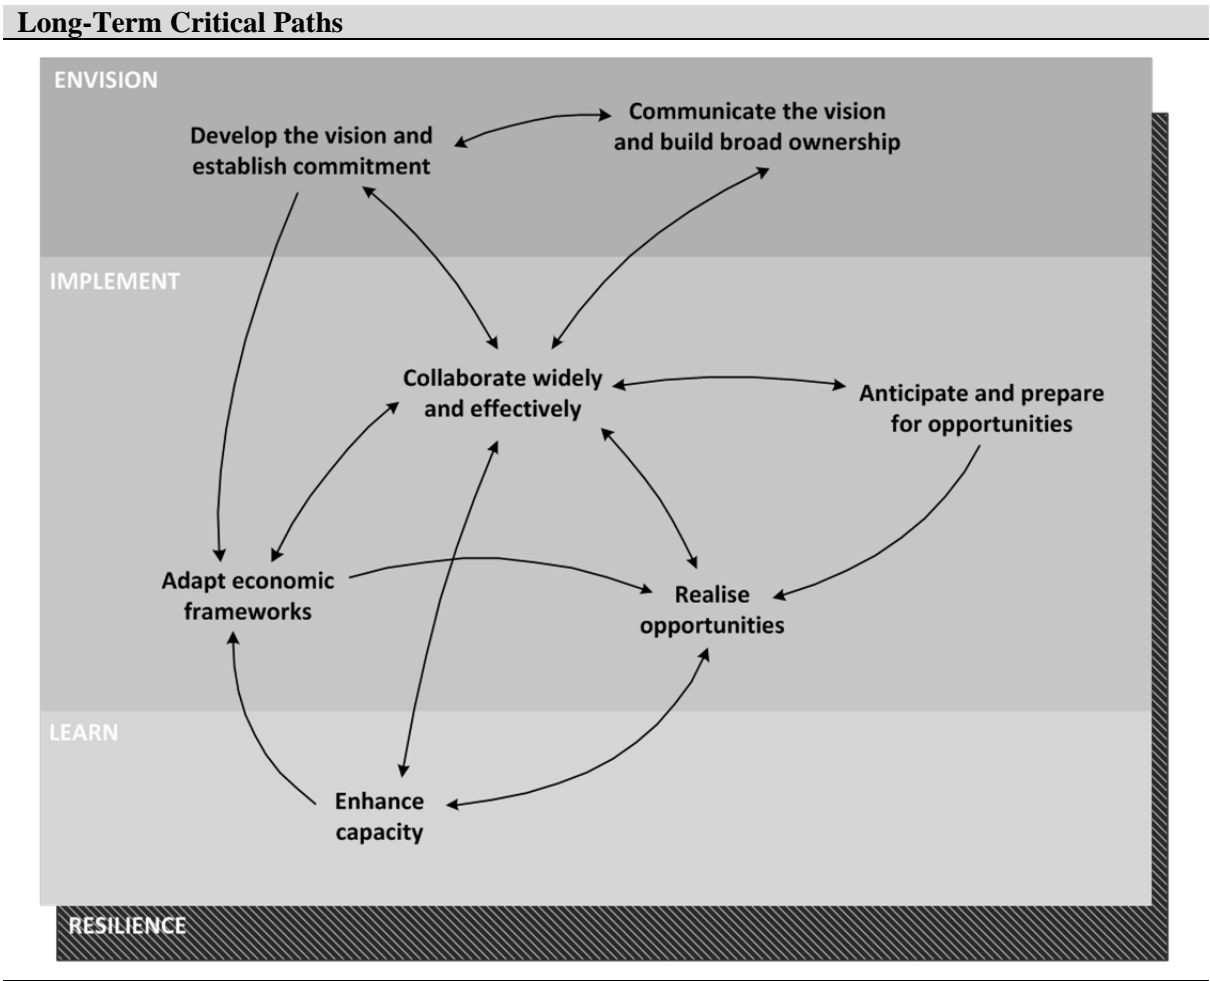 Long-Term Critical Paths
ENVISION
Develop the vision and
establish commitment
Communicate the vision
and build broad ownership
IMPLEMENT
Collaborate widely
and effectively
Anticipate and prepare
for opportunities
Adapt economic
frameworks
Realise
opportunities
LEARN
Enhance
capacity
RESILIENCE